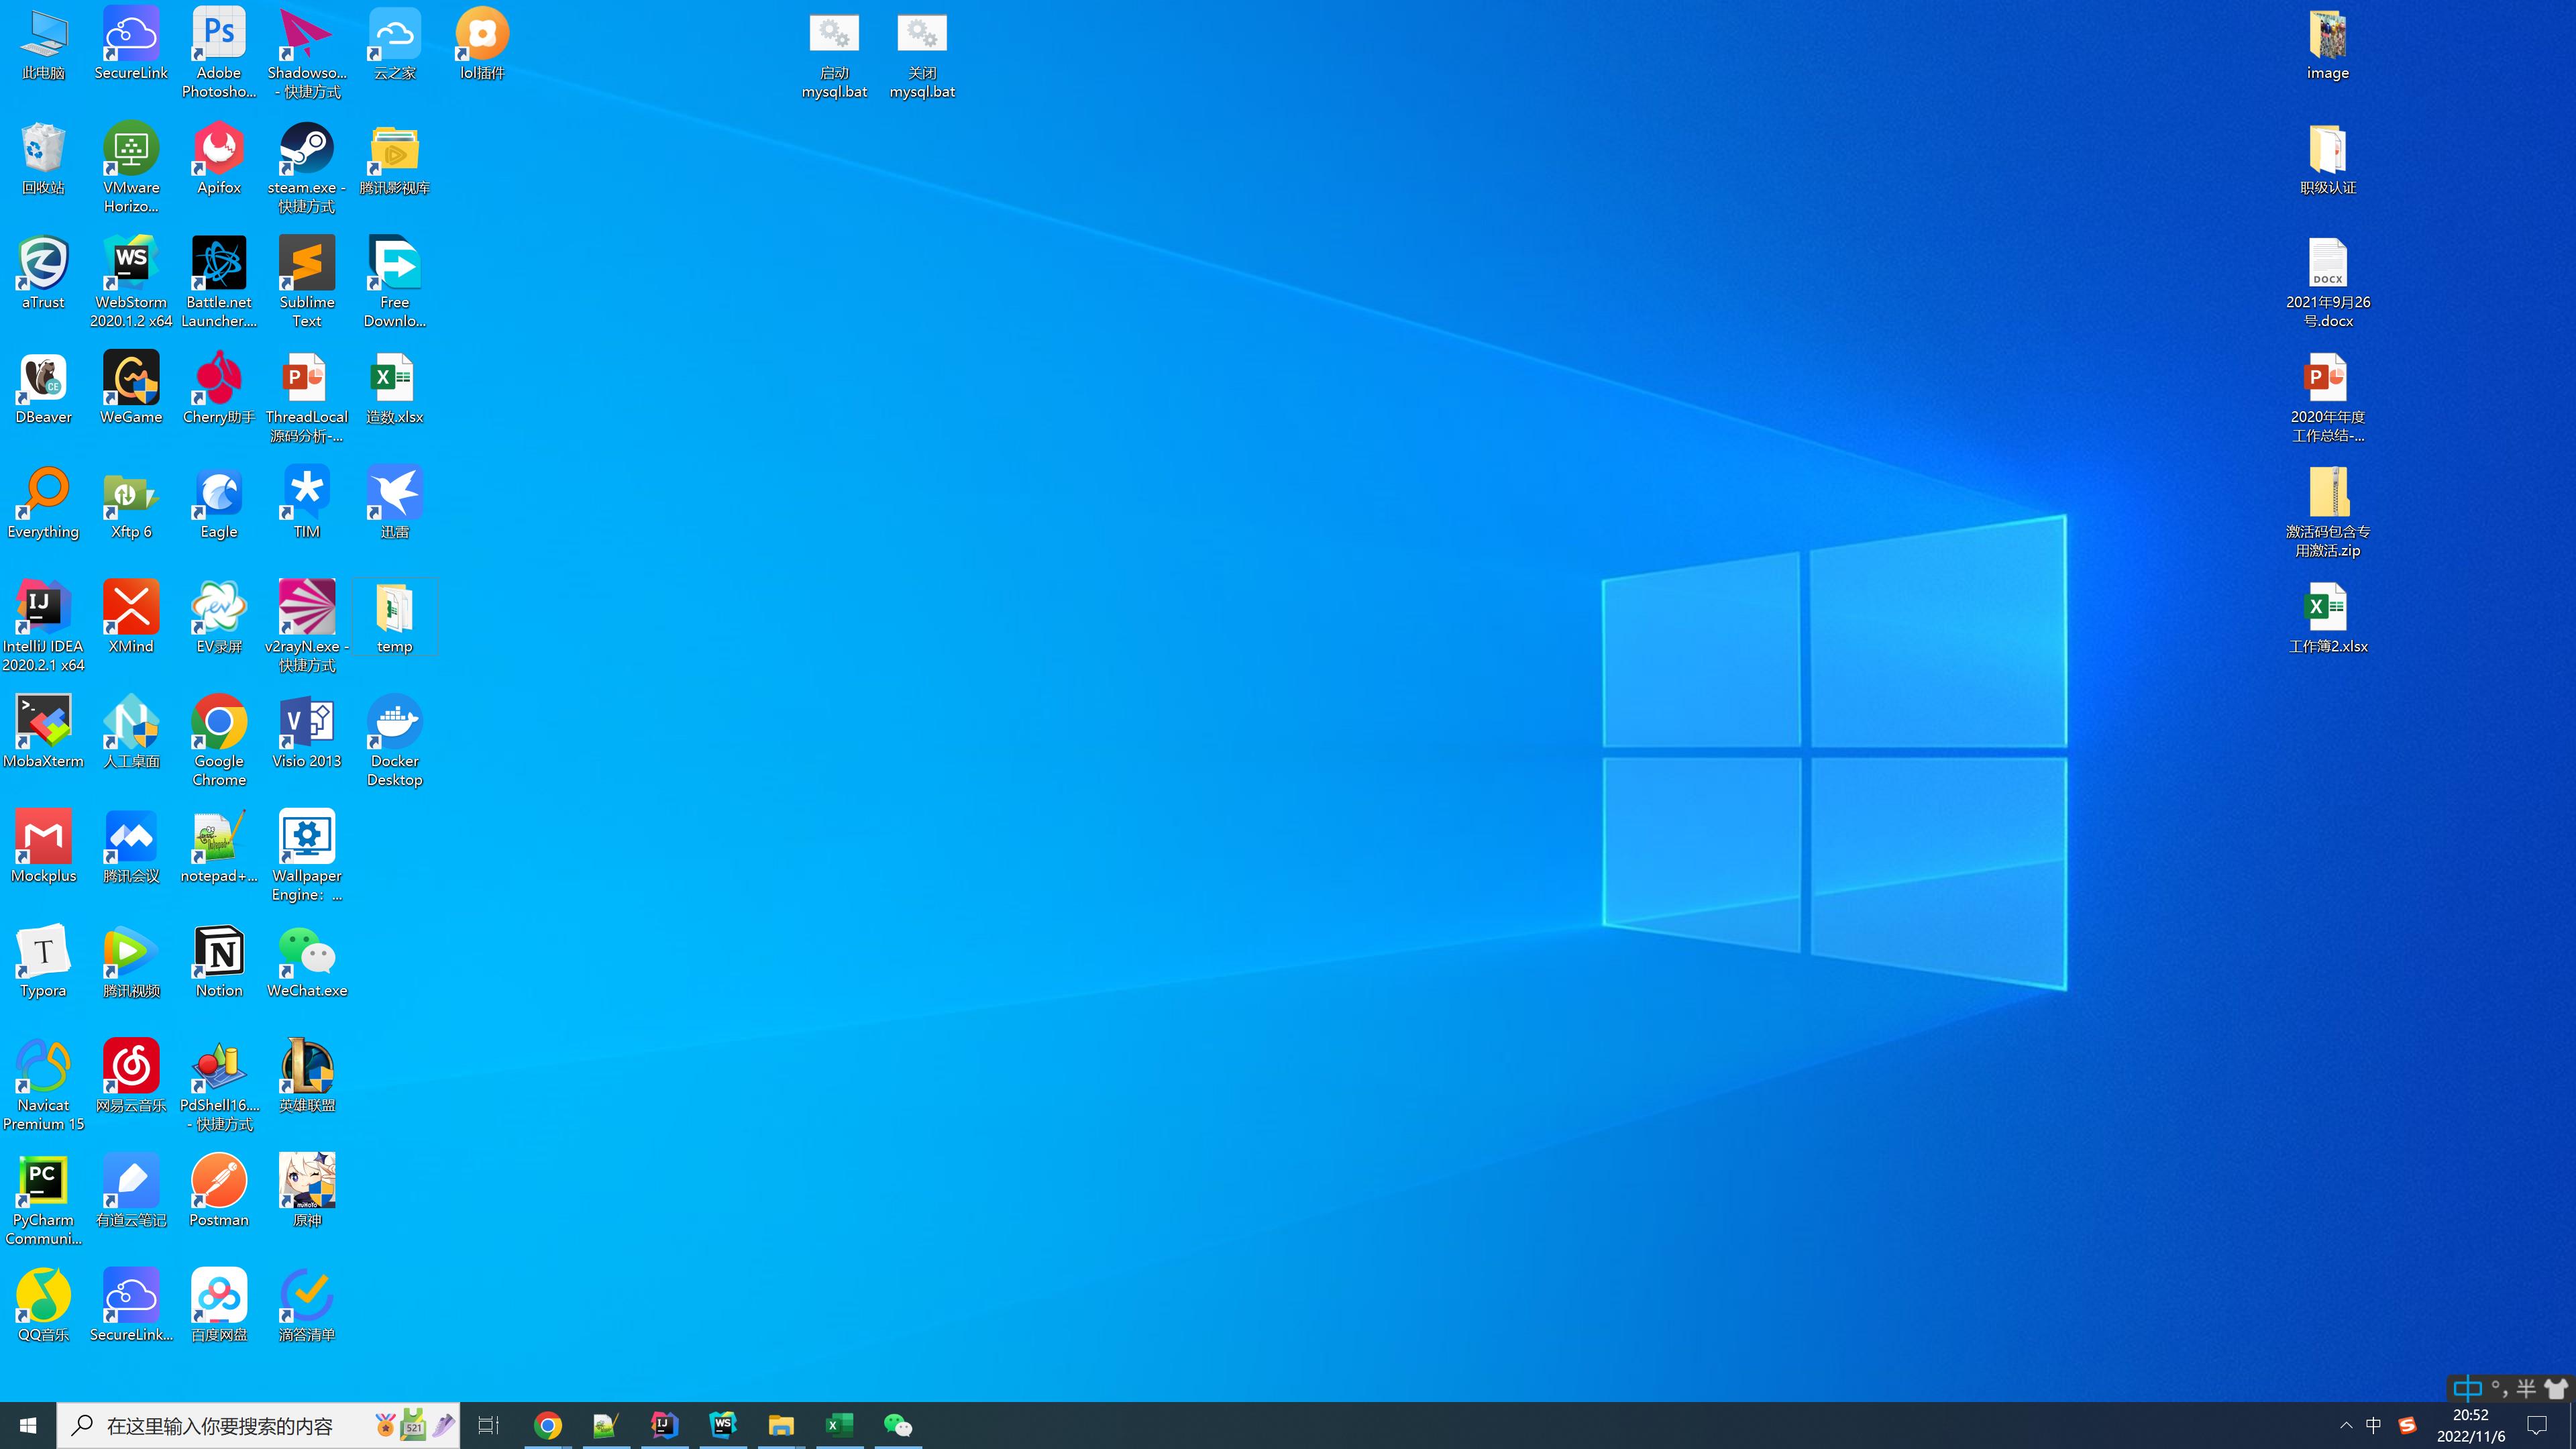 此电脑
SecureLink
Adobe
Photosho...
Shadowso...
- 快捷方式
云之家
lol插件
启动
mysql.bat
关闭
mysql.bat
image
回收站
VMware
Horizo...
Apifox
steam.exe -
快捷方式
腾讯影视库
职级认证
aTrust
WebStorm
2020.1.2 x64
Battle.net
Launcher....
Sublime
Text
Free
Downlo...
2021年9月26
号.docx
DBeaver
WeGame
Cherry助手
ThreadLocal
源码分析-...
造数.xlsx
2020年年度
工作总结-...
Everything
Xftp 6
Eagle
TIM
迅雷
激活码包含专
用激活.zip
IntelliJ IDEA
2020.2.1 x64
XMind
EV录屏
v2rayN.exe -
快捷方式
temp
工作簿2.xlsx
MobaXterm
人工桌面
Google
Chrome
Visio 2013
Docker
Desktop
Mockplus
腾讯会议
notepad+...
Wallpaper
Engine：...
Typora
腾讯视频
Notion
WeChat.exe
Navicat
Premium 15
网易云音乐
PdShell16....
- 快捷方式
英雄联盟
PyCharm
Communi...
有道云笔记
Postman
原神
QQ音乐
SecureLink...
百度网盘
滴答清单
中 °, 半
在这里输入你要搜索的内容
521
中
20:52
2022/11/6